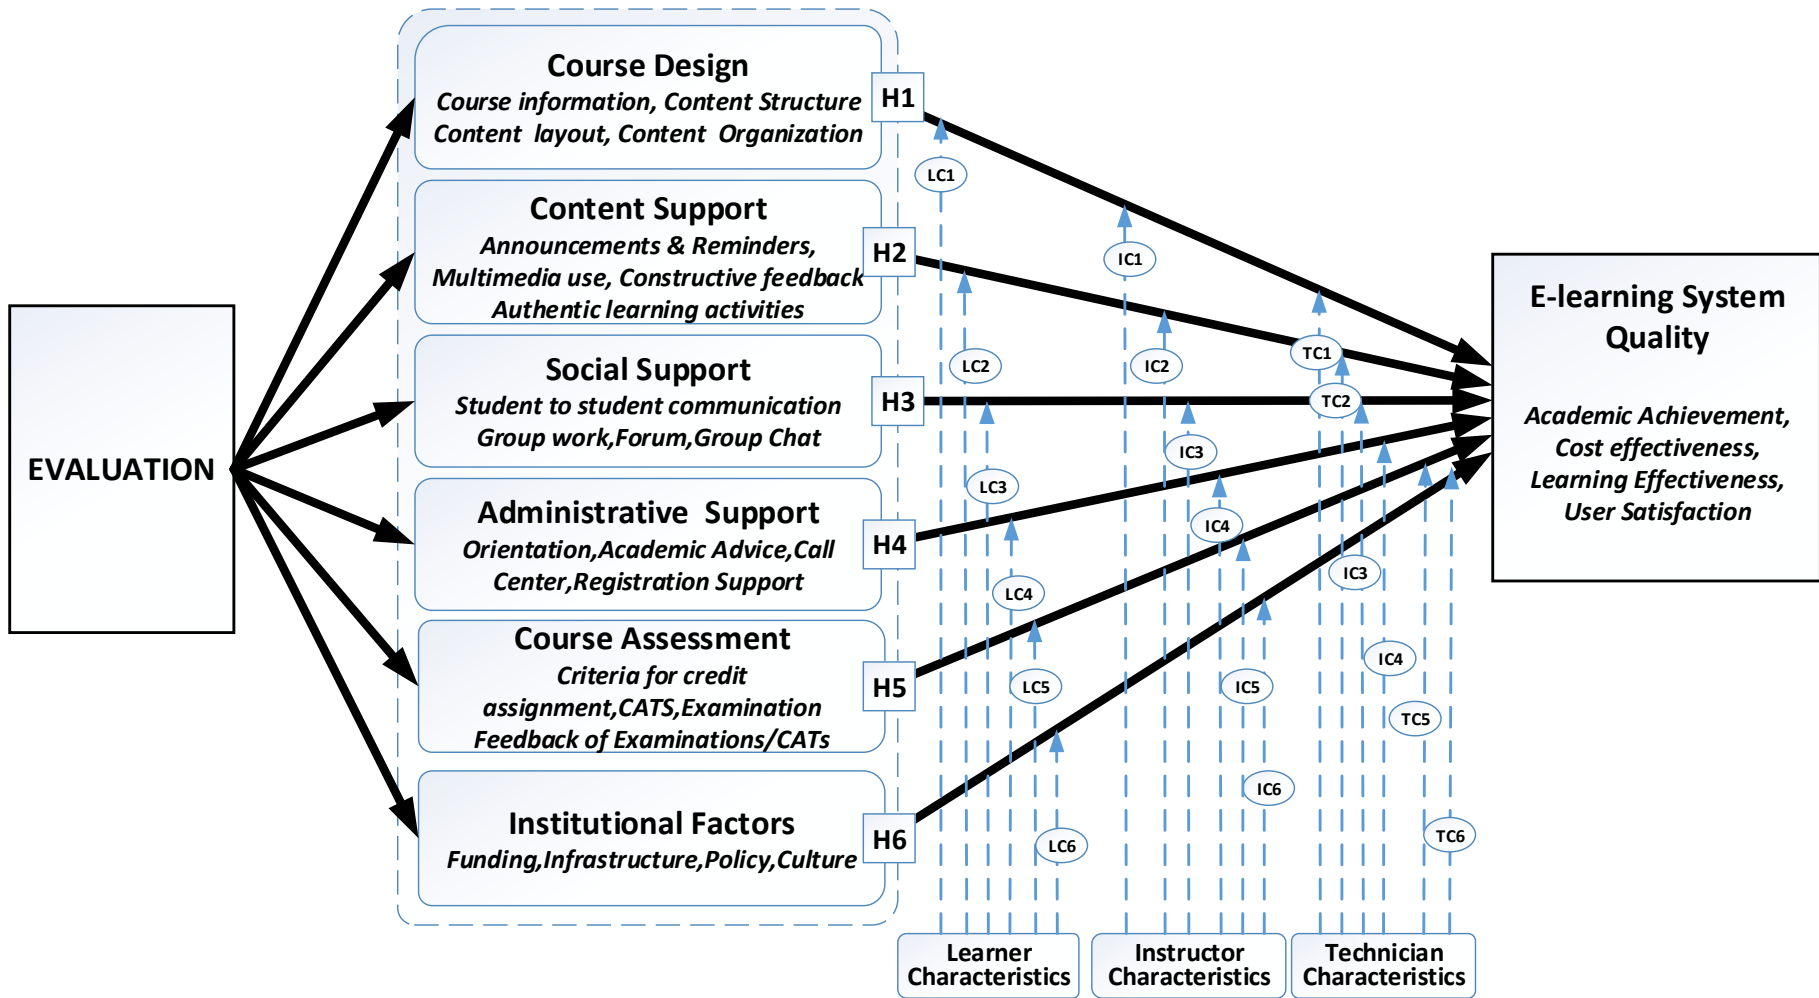 EVALUATION
Course Design
Course information, Content Structure
Content layout, Content Organization
H1
Content Support
Announcements & Reminders,
Multimedia use, Constructive feedback
Authentic learning activities
H2
Social Support
Student to student communication
Group work,Forum,Group Chat
H3
Administrative Support
Orientation,Academic Advice,Call
Center,Registration Support
H4
Course Assessment
Criteria for credit
assignment,CATS,Examination
Feedback of Examinations/CATs
H5
Institutional Factors
Funding,Infrastructure,Policy,Culture
H6
LC1
LC2
LC3
LC4
LC5
LC6
IC1
IC2
IC3
IC4
IC5
IC6
TC1
TC2
IC3
IC4
TC5
TC6
Learner
Characteristics
Instructor
Characteristics
Technician
Characteristics
E-learning System
Quality
Academic Achievement,
Cost effectiveness,
Learning Effectiveness,
User Satisfaction